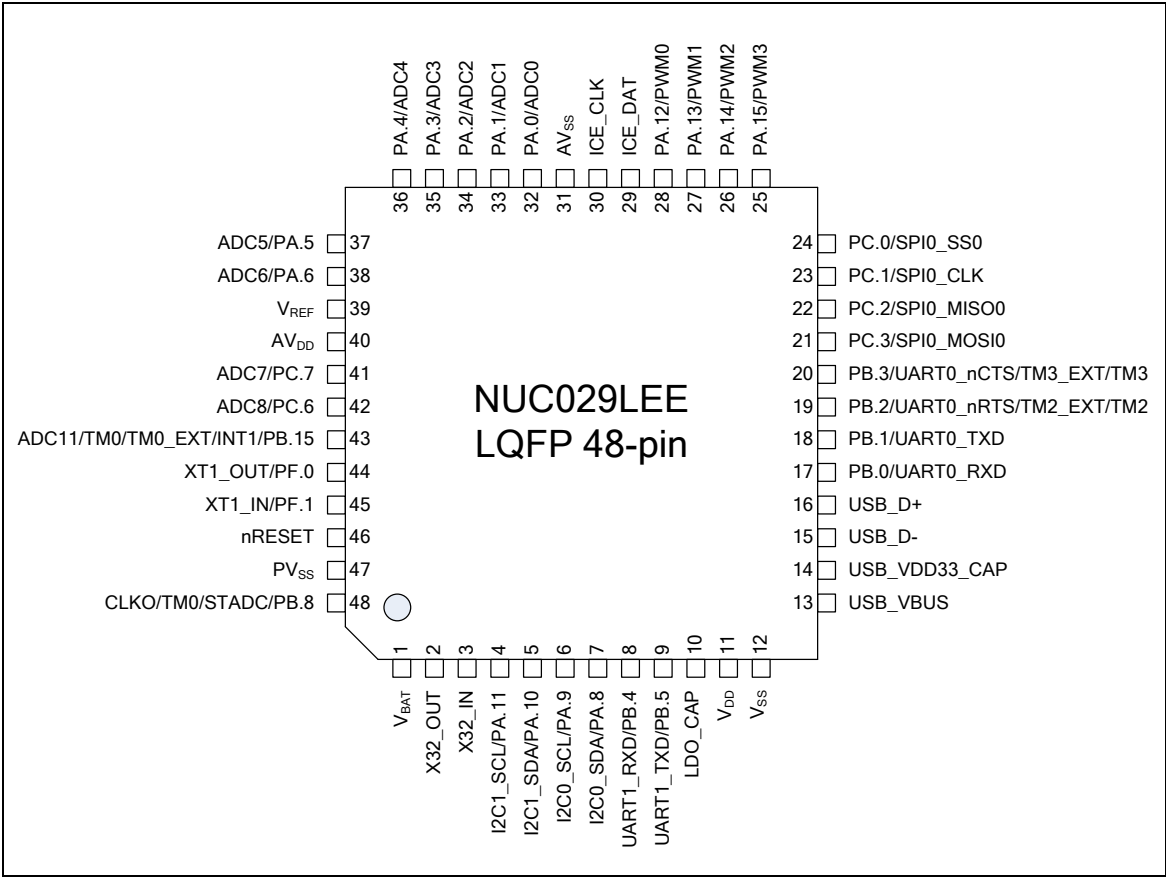 PA.4/ADC4
PA.3/ADC3
PA.2/ADC2
PA.1/ADC1
PA.0/ADC0
AVSS
ICE_CLK
ICE_DAT
PA.12/PWM0
PA.13/PWM1
PA.14/PWM2
PA.15/PWM3
36
35
34
33
32
31
30
29
28
27
26
25
ADC5/PA.5 37
ADC6/PA.6 38
VREF 39
AVDD 40
ADC7/PC.7 41
ADC8/PC.6 42
ADC11/TM0/TM0_EXT/INT1/PB.15 43
XT1_OUT/PF.0 44
XT1_IN/PF.1 45
nRESET 46
PVSS 47
CLKO/TM0/STADC/PB.8 48
NUC029LEE
LQFP 48-pin
24 PC.0/SPI0_SS0
23 PC.1/SPI0_CLK
22 PC.2/SPI0_MISO0
21 PC.3/SPI0_MOSI0
20 PB.3/UART0_nCTS/TM3_EXT/TM3
19 PB.2/UART0_nRTS/TM2_EXT/TM2
18 PB.1/UART0_TXD
17 PB.0/UART0_RXD
16 USB_D+
15 USB_D-
14 USB_VDD33_CAP
13 USB_VBUS
1
2
3
4
5
6
7
8
9
10
11
12
VBAT
X32_OUT
X32_IN
I2C1_SCL/PA.11
I2C1_SDA/PA.10
I2C0_SCL/PA.9
I2C0_SDA/PA.8
UART1_RXD/PB.4
UART1_TXD/PB.5
LDO_CAP
VDD
VSS